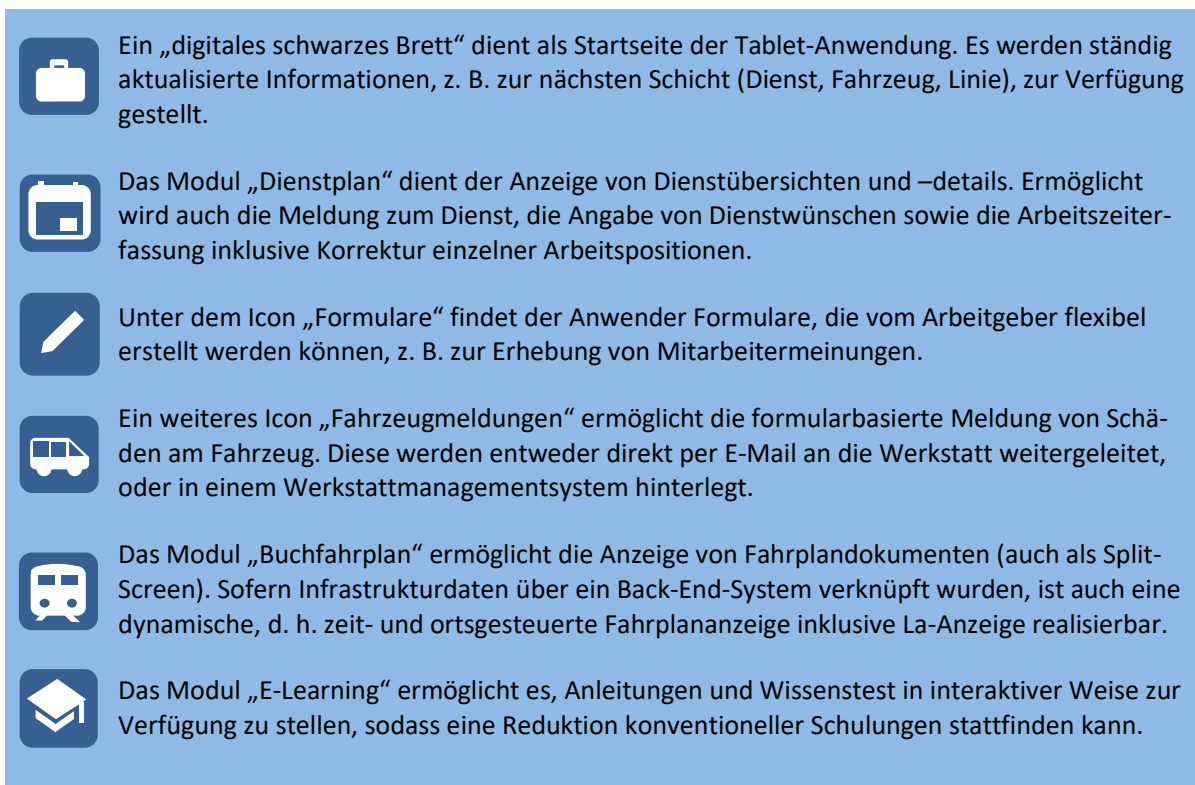 Ein „digitales schwarzes Brett“ dient als Startseite der Tablet-Anwendung. Es werden ständig
aktualisierte Informationen, z. B. zur nächsten Schicht (Dienst, Fahrzeug, Linie), zur Verfügung
gestellt.
Das Modul „Dienstplan“ dient der Anzeige von Dienstübersichten und –details. Ermöglicht
wird auch die Meldung zum Dienst, die Angabe von Dienstwünschen sowie die Arbeitszeiter-
fassung inklusive Korrektur einzelner Arbeitspositionen.
Unter dem Icon „Formulare“ findet der Anwender Formulare, die vom Arbeitgeber flexibel
erstellt werden können, z. B. zur Erhebung von Mitarbeitermeinungen.
Ein weiteres Icon „Fahrzeugmeldungen“ ermöglicht die formularbasierte Meldung von Schä-
den am Fahrzeug. Diese werden entweder direkt per E-Mail an die Werkstatt weitergeleitet,
oder in einem Werkstattmanagementsystem hinterlegt.
Das Modul „Buchfahrplan“ ermöglicht die Anzeige von Fahrplandokumenten (auch als Split-
Screen). Sofern Infrastrukturdaten über ein Back-End-System verknüpft wurden, ist auch eine
dynamische, d. h. zeit- und ortsgesteuerte Fahrplananzeige inklusive La-Anzeige realisierbar.
Das Modul „E-Learning“ ermöglicht es, Anleitungen und Wissenstest in interaktiver Weise zur
Verfügung zu stellen, sodass eine Reduktion konventioneller Schulungen stattfinden kann.